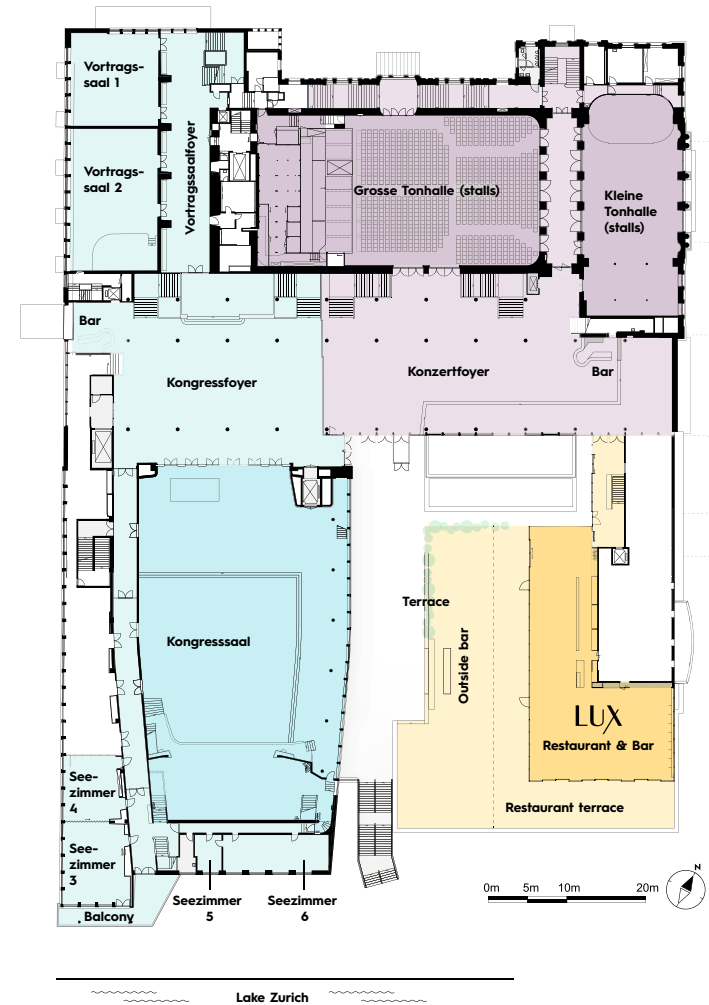 Vortrags-
saal 1
Vortrags-
saal 2
Vortragssaalfoyer
Grosse Tonhalle (stalls)
Kleine
Tonhalle
(stalls)
Bar
Kongressfoyer
Konzertfoyer
Bar
Terrace
Outside bar
Kongresssaal
LUX
Restaurant & Bar
Restaurant terrace
See-
zimmer
4
See-
zimmer
3
Balcony
Seezimmer
5
Seezimmer
6
0m 5m 10m 20m
N
Lake Zurich